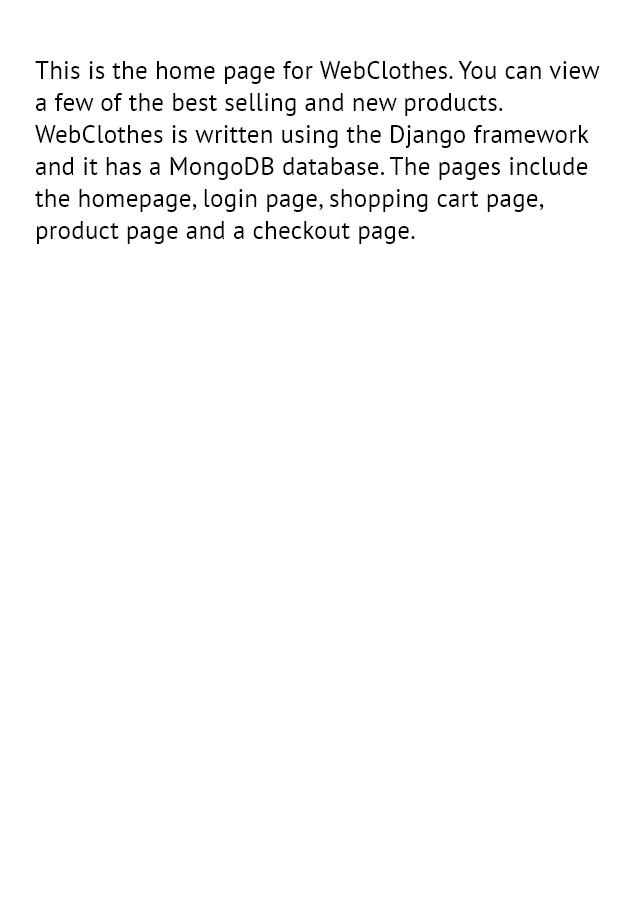 This is the home page for WebClothes. You can view
a few of the best selling and new products.
WebClothes is written using the Django framework
and it has a MongoDB database. The pages include
the homepage, login page, shopping cart page,
product page and a checkout page.